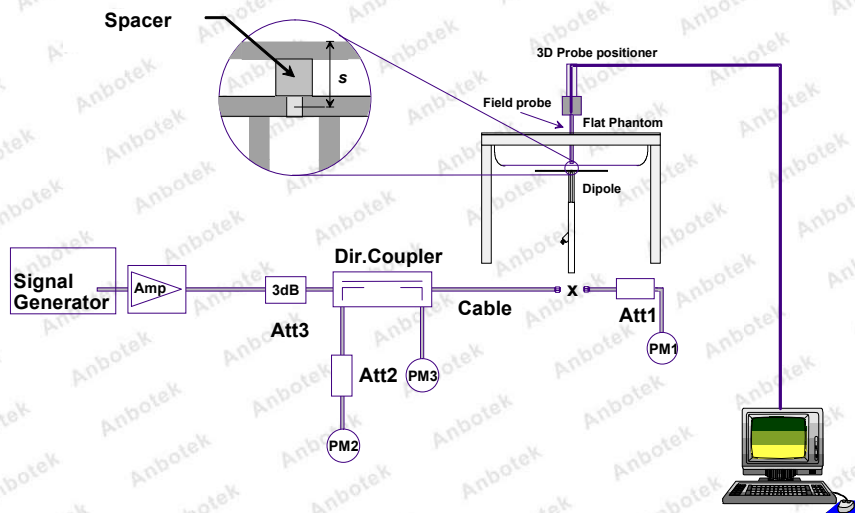 Spacer
s
3D Probe positioner
Field probe
Flat Phantom
Dipole
Signal
Generator
Amp
3dB
Att3
Dir.Coupler
Cable
x
Att1
PM1
Att2
PM3
PM2
Anbotek